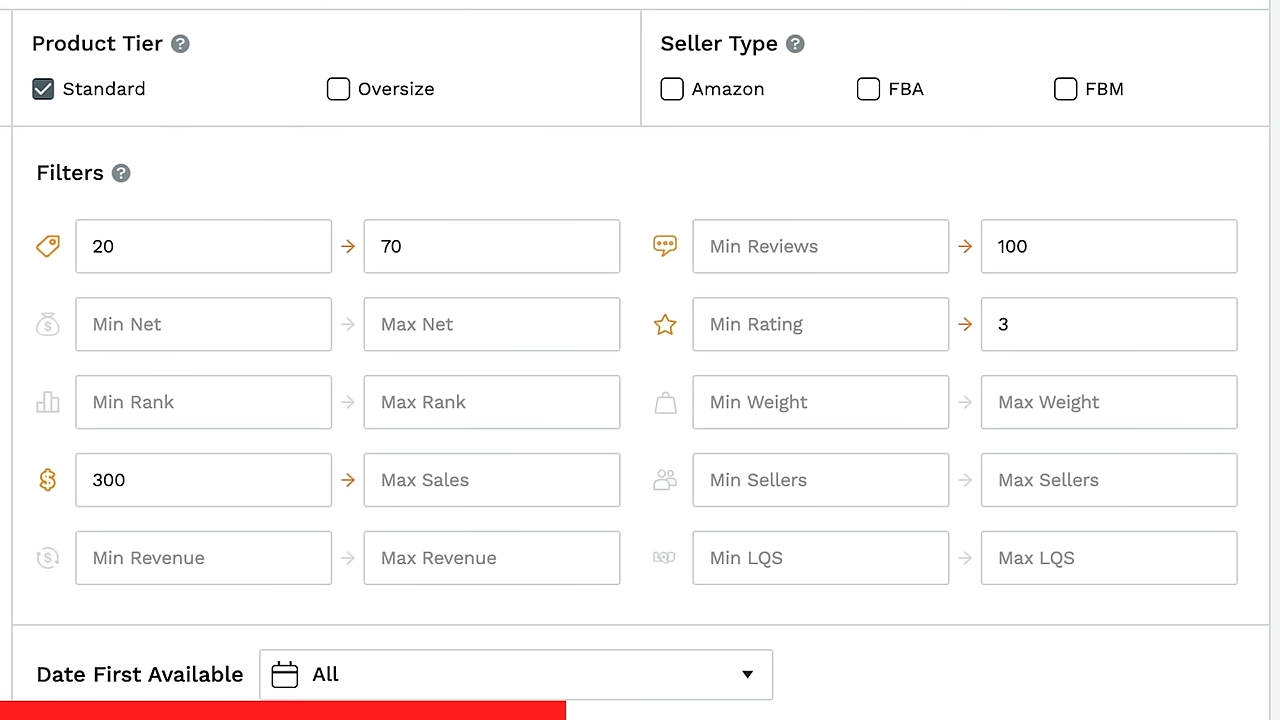 Product Tier ?
Seller Type ?
Standard
Oversize
Amazon
FBA
FBM
Filters ?
20
70
Min Reviews
100
Min Net
Max Net
Min Rating
3
Min Rank
Max Rank
Min Weight
Max Weight
300
Max Sales
Min Sellers
Max Sellers
Min Revenue
Max Revenue
Min LQS
Max LQS
Date First Available
All